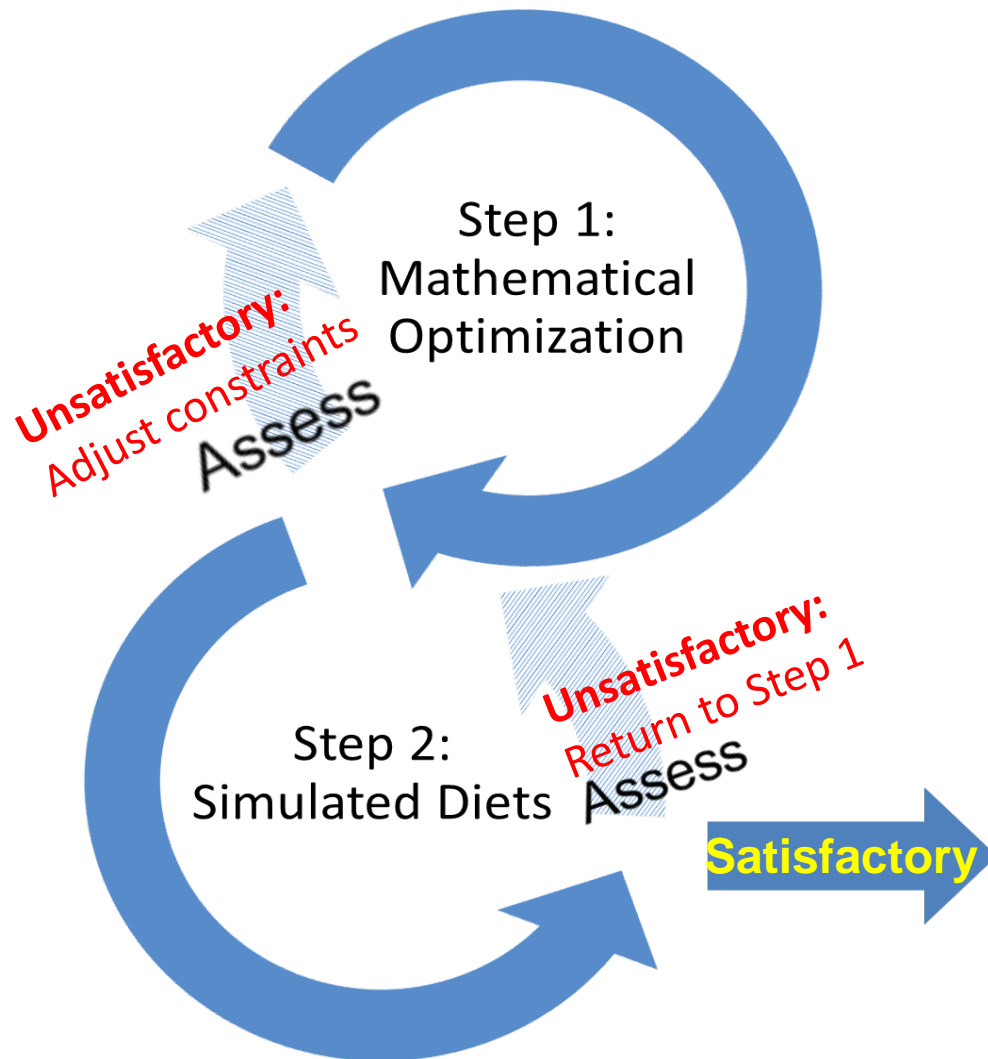 Step 1:
Mathematical
Optimization
Unsatisfactory:
Adjust constraints
Assess
Unsatisfactory:
Return to Step 1
Assess
Step 2:
Simulated Diets
Satisfactory